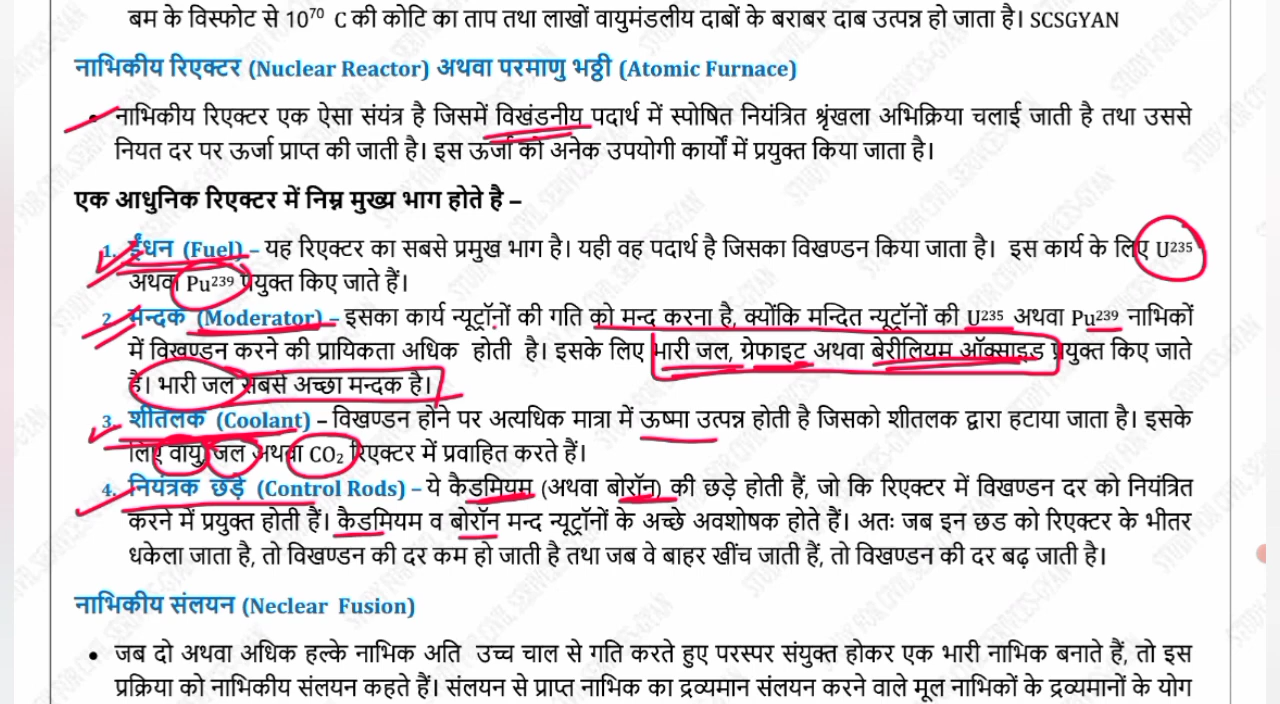 बम के विस्फोट से 10⁷⁰ C की कोटि का ताप तथा लाखों वायुमंडलीय दाबों के बराबर दाब उत्पन्न हो जाता है। SCSGYAN
नाभिकीय रिएक्टर (Nuclear Reactor) अथवा परमाणु भठ्ठी (Atomic Furnace)
• नाभिकीय रिएक्टर एक ऐसा संयंत्र है जिसमें विखंडनीय पदार्थ में स्पोषित नियंत्रित श्रृंखला अभिक्रिया चलाई जाती है तथा उससे
नियत दर पर ऊर्जा प्राप्त की जाती है। इस ऊर्जा को अनेक उपयोगी कार्यों में प्रयुक्त किया जाता है।
एक आधुनिक रिएक्टर में निम्न मुख्य भाग होते है –
1. ईंधन (Fuel) – यह रिएक्टर का सबसे प्रमुख भाग है। यही वह पदार्थ है जिसका विखण्डन किया जाता है। इस कार्य के लिए U²³⁵
अथवा Pu²³⁹ प्रयुक्त किए जाते हैं।
2. मन्दक (Moderator) – इसका कार्य न्यूट्रॉनों की गति को मन्द करना है, क्योंकि मन्दित न्यूट्रॉनों की U²³⁵ अथवा Pu²³⁹ नाभिकों
में विखण्डन करने की प्रायिकता अधिक होती है। इसके लिए भारी जल, ग्रेफाइट अथवा बेरीलियम ऑक्साइड प्रयुक्त किए जाते
है। भारी जल सबसे अच्छा मन्दक है।
3. शीतलक (Coolant) – विखण्डन होने पर अत्यधिक मात्रा में ऊष्मा उत्पन्न होती है जिसको शीतलक द्वारा हटाया जाता है। इसके
लिए वायु, जल अथवा CO₂ रिएक्टर में प्रवाहित करते हैं।
4. नियंत्रक छड़े (Control Rods) – ये कैडमियम (अथवा बोरॉन) की छड़े होती हैं, जो कि रिएक्टर में विखण्डन दर को नियंत्रित
करने में प्रयुक्त होती हैं। कैडमियम व बोरॉन मन्द न्यूट्रॉनों के अच्छे अवशोषक होते हैं। अतः जब इन छड को रिएक्टर के भीतर
धकेला जाता है, तो विखण्डन की दर कम हो जाती है तथा जब वे बाहर खींच जाती हैं, तो विखण्डन की दर बढ़ जाती है।
नाभिकीय संलयन (Neclear Fusion)
• जब दो अथवा अधिक हल्के नाभिक अति उच्च चाल से गति करते हुए परस्पर संयुक्त होकर एक भारी नाभिक बनाते हैं, तो इस
प्रक्रिया को नाभिकीय संलयन कहते हैं। संलयन से प्राप्त नाभिक का द्रव्यमान संलयन करने वाले मूल नाभिकों के द्रव्यमानों के योग